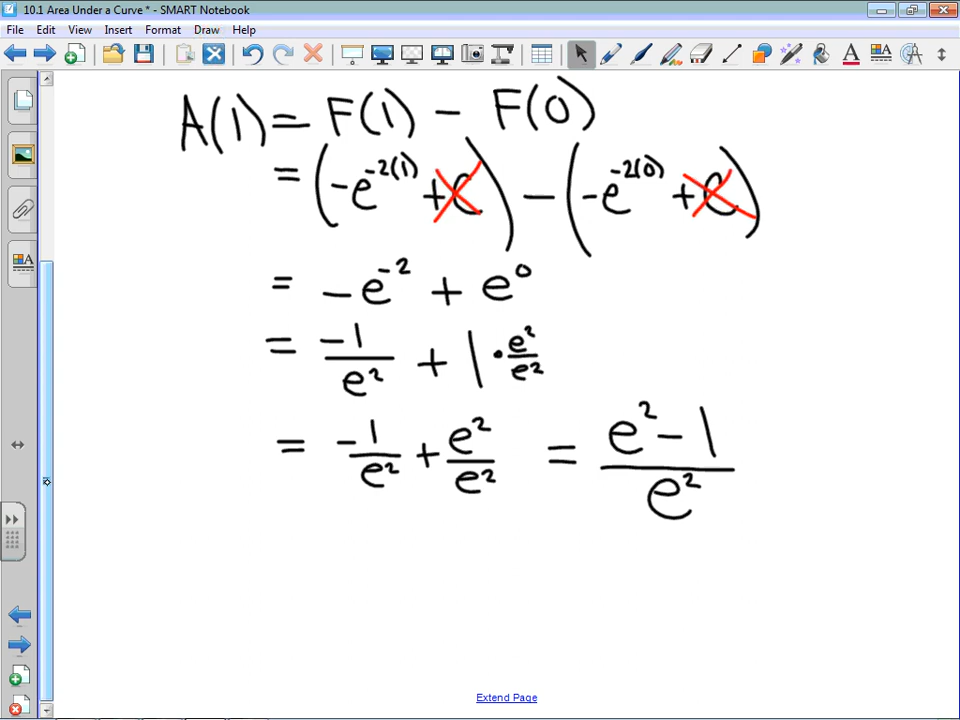 10.1 Area Under a Curve * - SMART Notebook
File Edit View Insert Format Draw Help
A(1) = F(1) - F(0)
= (-e^{-2(1)} + C) - (-e^{-2(0)} + C)
= -e^{-2} + e^0
= -1/e^2 + 1 • e^2/e^2
= -1/e^2 + e^2/e^2 = e^2 - 1/e^2
Extend Page